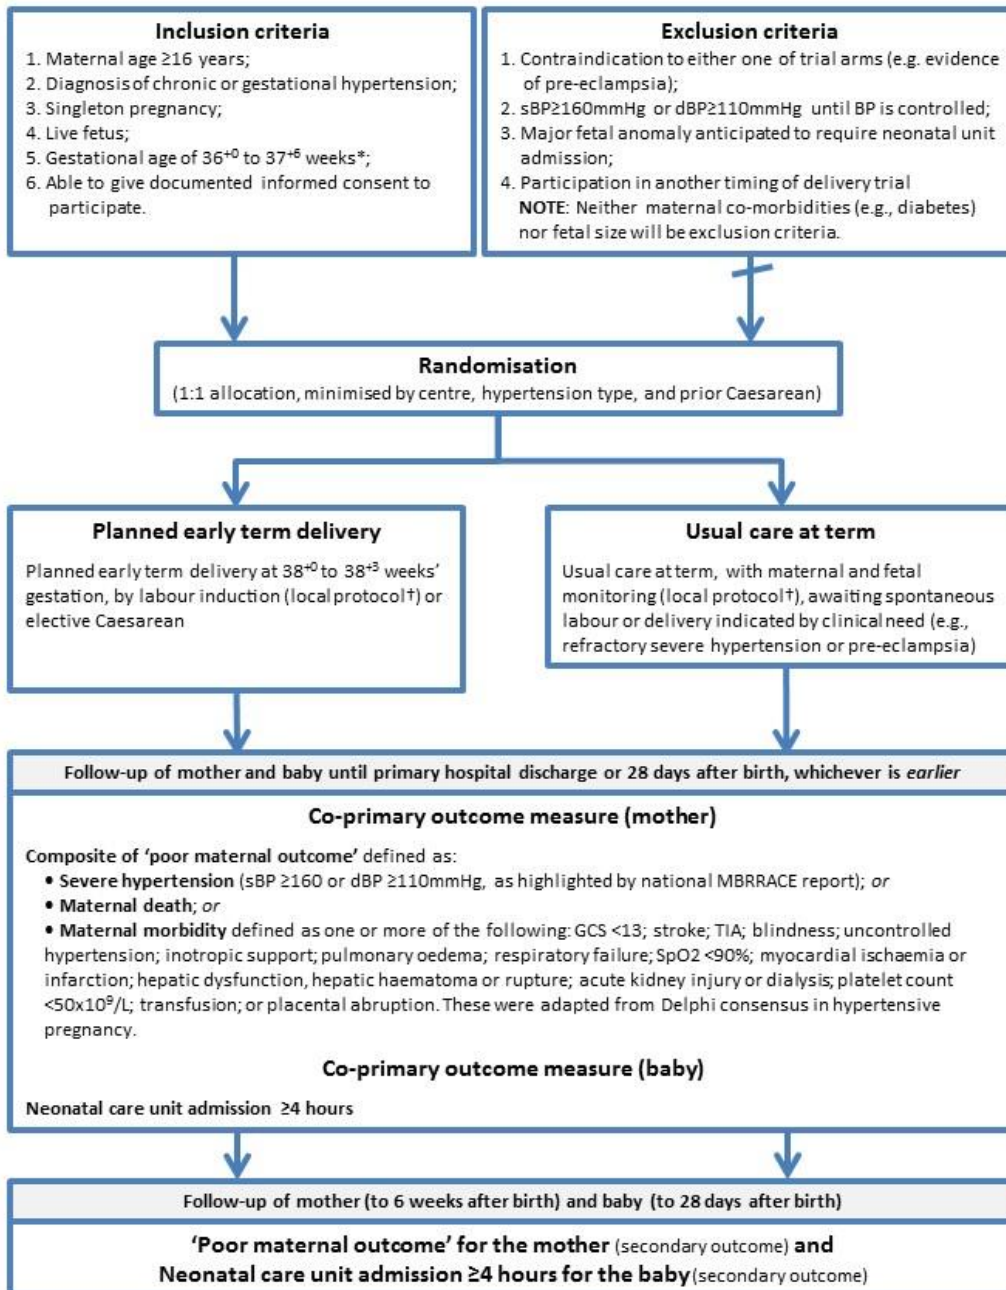 Inclusion criteria
1. Maternal age ≥16 years;
2. Diagnosis of chronic or gestational hypertension;
3. Singleton pregnancy;
4. Live fetus;
5. Gestational age of 36⁺⁰ to 37⁺⁶ weeks*;
6. Able to give documented informed consent to
participate.
Exclusion criteria
1. Contraindication to either one of trial arms (e.g. evidence
of pre-eclampsia);
2. sBP≥160mmHg or dBP≥110mmHg until BP is controlled;
3. Major fetal anomaly anticipated to require neonatal unit
admission;
4. Participation in another timing of delivery trial
NOTE: Neither maternal co-morbidities (e.g., diabetes)
nor fetal size will be exclusion criteria.
Randomisation
(1:1 allocation, minimised by centre, hypertension type, and prior Caesarean)
Planned early term delivery
Planned early term delivery at 38⁺⁰ to 38⁺³ weeks'
gestation, by labour induction (local protocol†) or
elective Caesarean
Usual care at term
Usual care at term, with maternal and fetal
monitoring (local protocol†), awaiting spontaneous
labour or delivery indicated by clinical need (e.g.,
refractory severe hypertension or pre-eclampsia)
Follow-up of mother and baby until primary hospital discharge or 28 days after birth, whichever is earlier
Co-primary outcome measure (mother)
Composite of 'poor maternal outcome' defined as:
• Severe hypertension (sBP ≥160 or dBP ≥110mmHg, as highlighted by national MBRRACE report); or
• Maternal death; or
• Maternal morbidity defined as one or more of the following: GCS <13; stroke; TIA; blindness; uncontrolled
hypertension; inotropic support; pulmonary oedema; respiratory failure; SpO2 <90%; myocardial ischaemia or
infarction; hepatic dysfunction, hepatic haematoma or rupture; acute kidney injury or dialysis; platelet count
<50x10⁹/L; transfusion; or placental abruption. These were adapted from Delphi consensus in hypertensive
pregnancy.
Co-primary outcome measure (baby)
Neonatal care unit admission ≥4 hours
Follow-up of mother (to 6 weeks after birth) and baby (to 28 days after birth)
'Poor maternal outcome' for the mother (secondary outcome) and
Neonatal care unit admission ≥4 hours for the baby (secondary outcome)